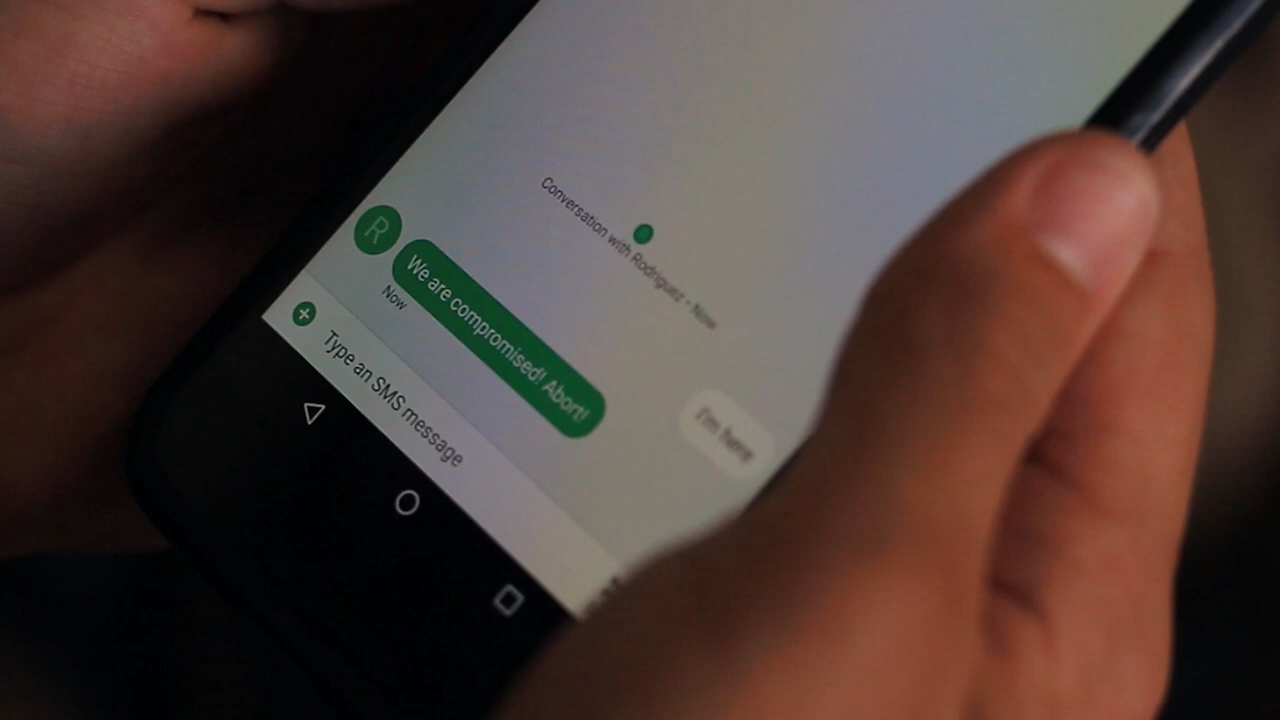 Conversation with Rodriguez • Now
I'm here
R
We are compromised! Abort!
Now
Type an SMS message